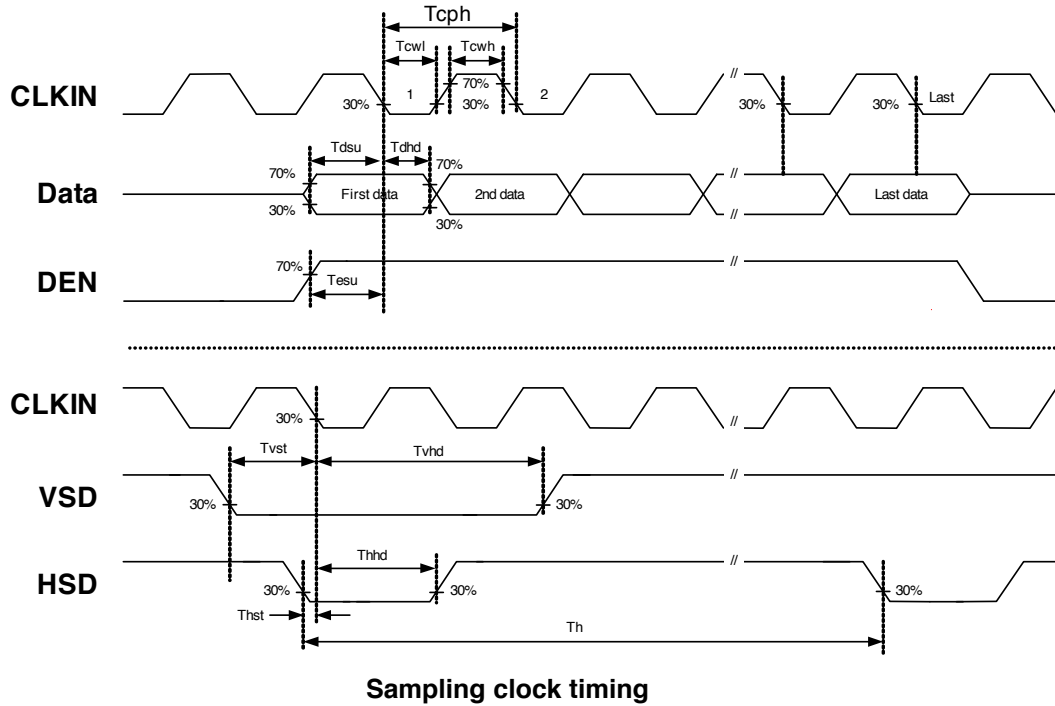 Tcph
Tcwl Tcwh
CLKIN
30% 1 70% 30% 2 // 30% 30% Last
Tdsu Tdhd
70% 70%
Data First data 2nd data // // Last data
30% 30%
DEN 70% Tesu //
CLKIN
30% //
Tvst Tvhd
VSD 30% 30% //
Thhd
HSD 30% 30% // 30%
Thst
Th
Sampling clock timing